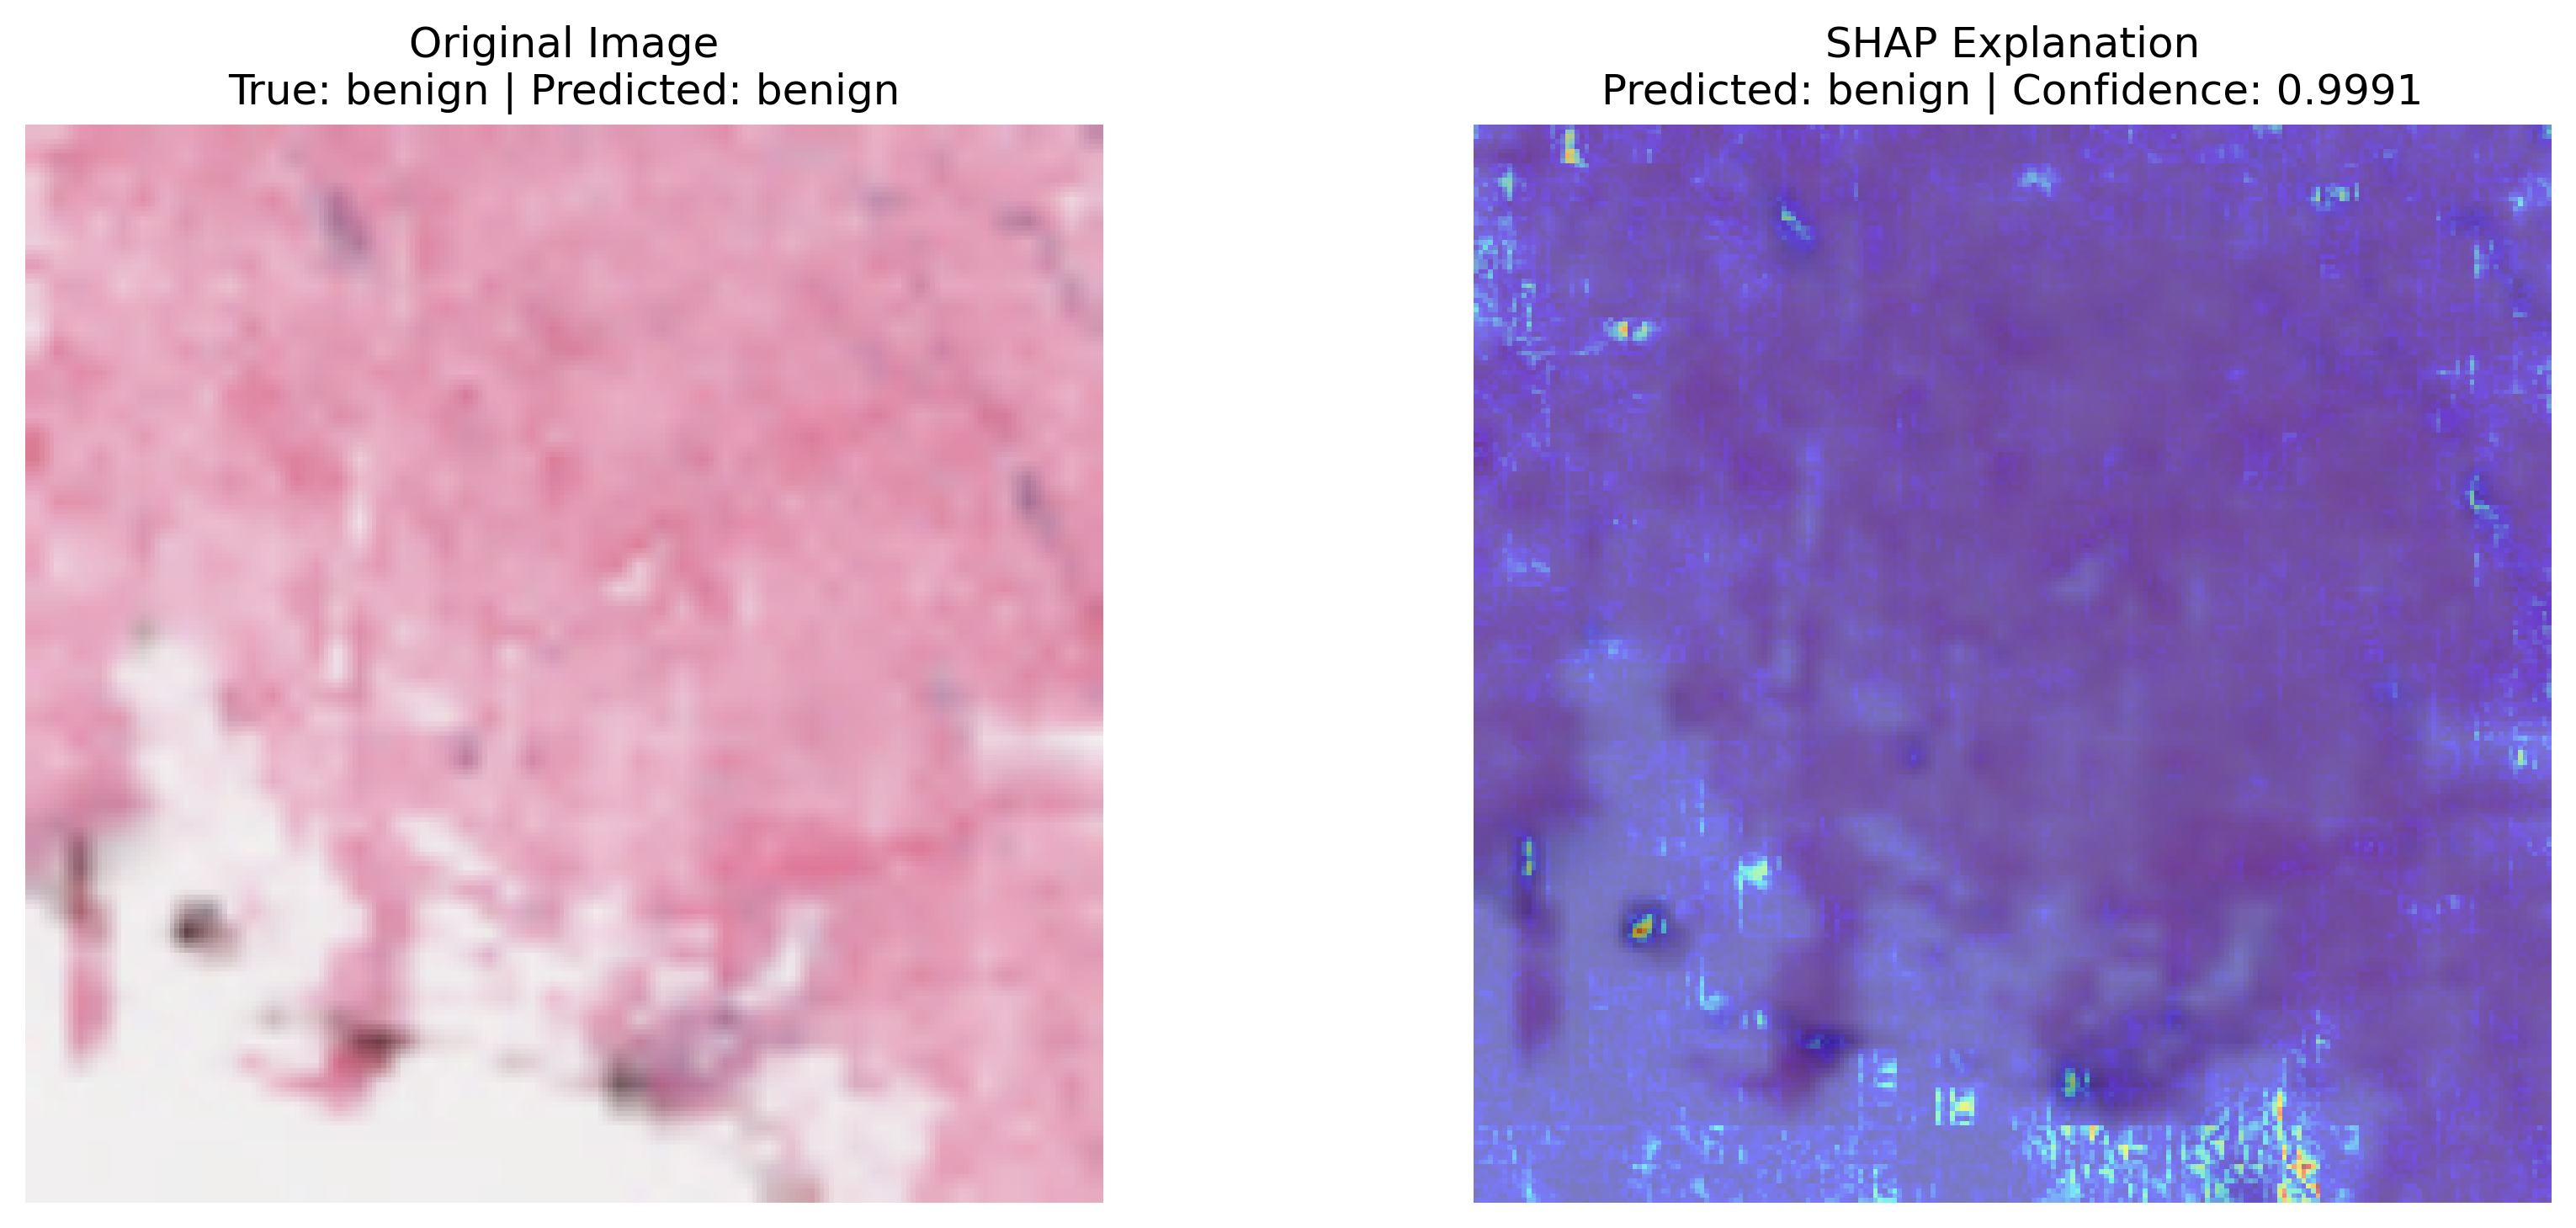 Original Image
True: benign | Predicted: benign
SHAP Explanation
Predicted: benign | Confidence: 0.9991